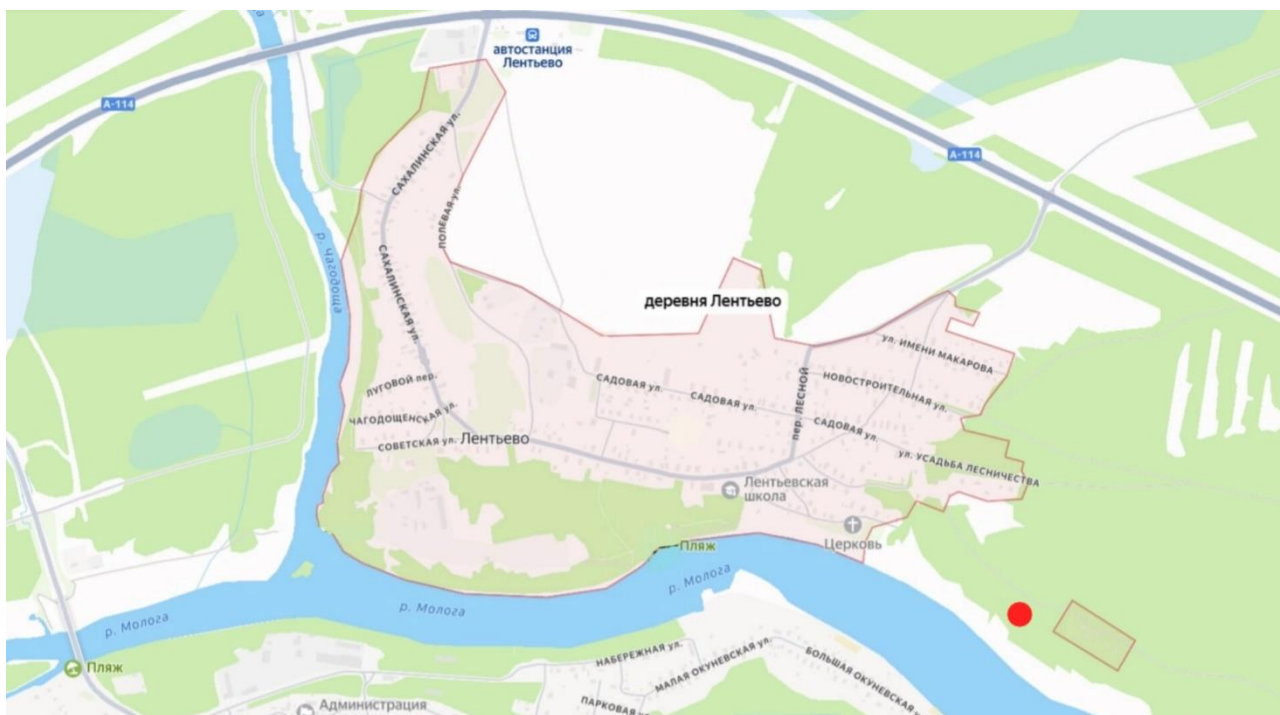 автостанция
Лентьево
А-114
А-114
САХАЛИНСКАЯ ул.
ПОЛЕВАЯ ул.
р. Чагодоща
САХАЛИНСКАЯ ул.
деревня Лентьево
ул. ИМЕНИ МАКАРОВА
ЛУГОВОЙ пер.
САДОВАЯ ул.
НОВОСТРОИТЕЛЬНАЯ ул.
пер. ЛЕСНОЙ
САДОВАЯ ул.
ЧАГОДОЩЕНСКАЯ ул.
САДОВАЯ ул.
СОВЕТСКАЯ ул.
Лентьево
ул. УСАДЬБА ЛЕСНИЧЕСТВА
Лентьевская
школа
Церковь
Пляж
р. Молога
р. Молога
р. Молога
НАБЕРЕЖНАЯ ул.
Пляж
МАЛАЯ ОКУНЕВСКАЯ ул.
БОЛЬШАЯ ОКУНЕВСКАЯ
Администрация
ПАРКОВАЯ